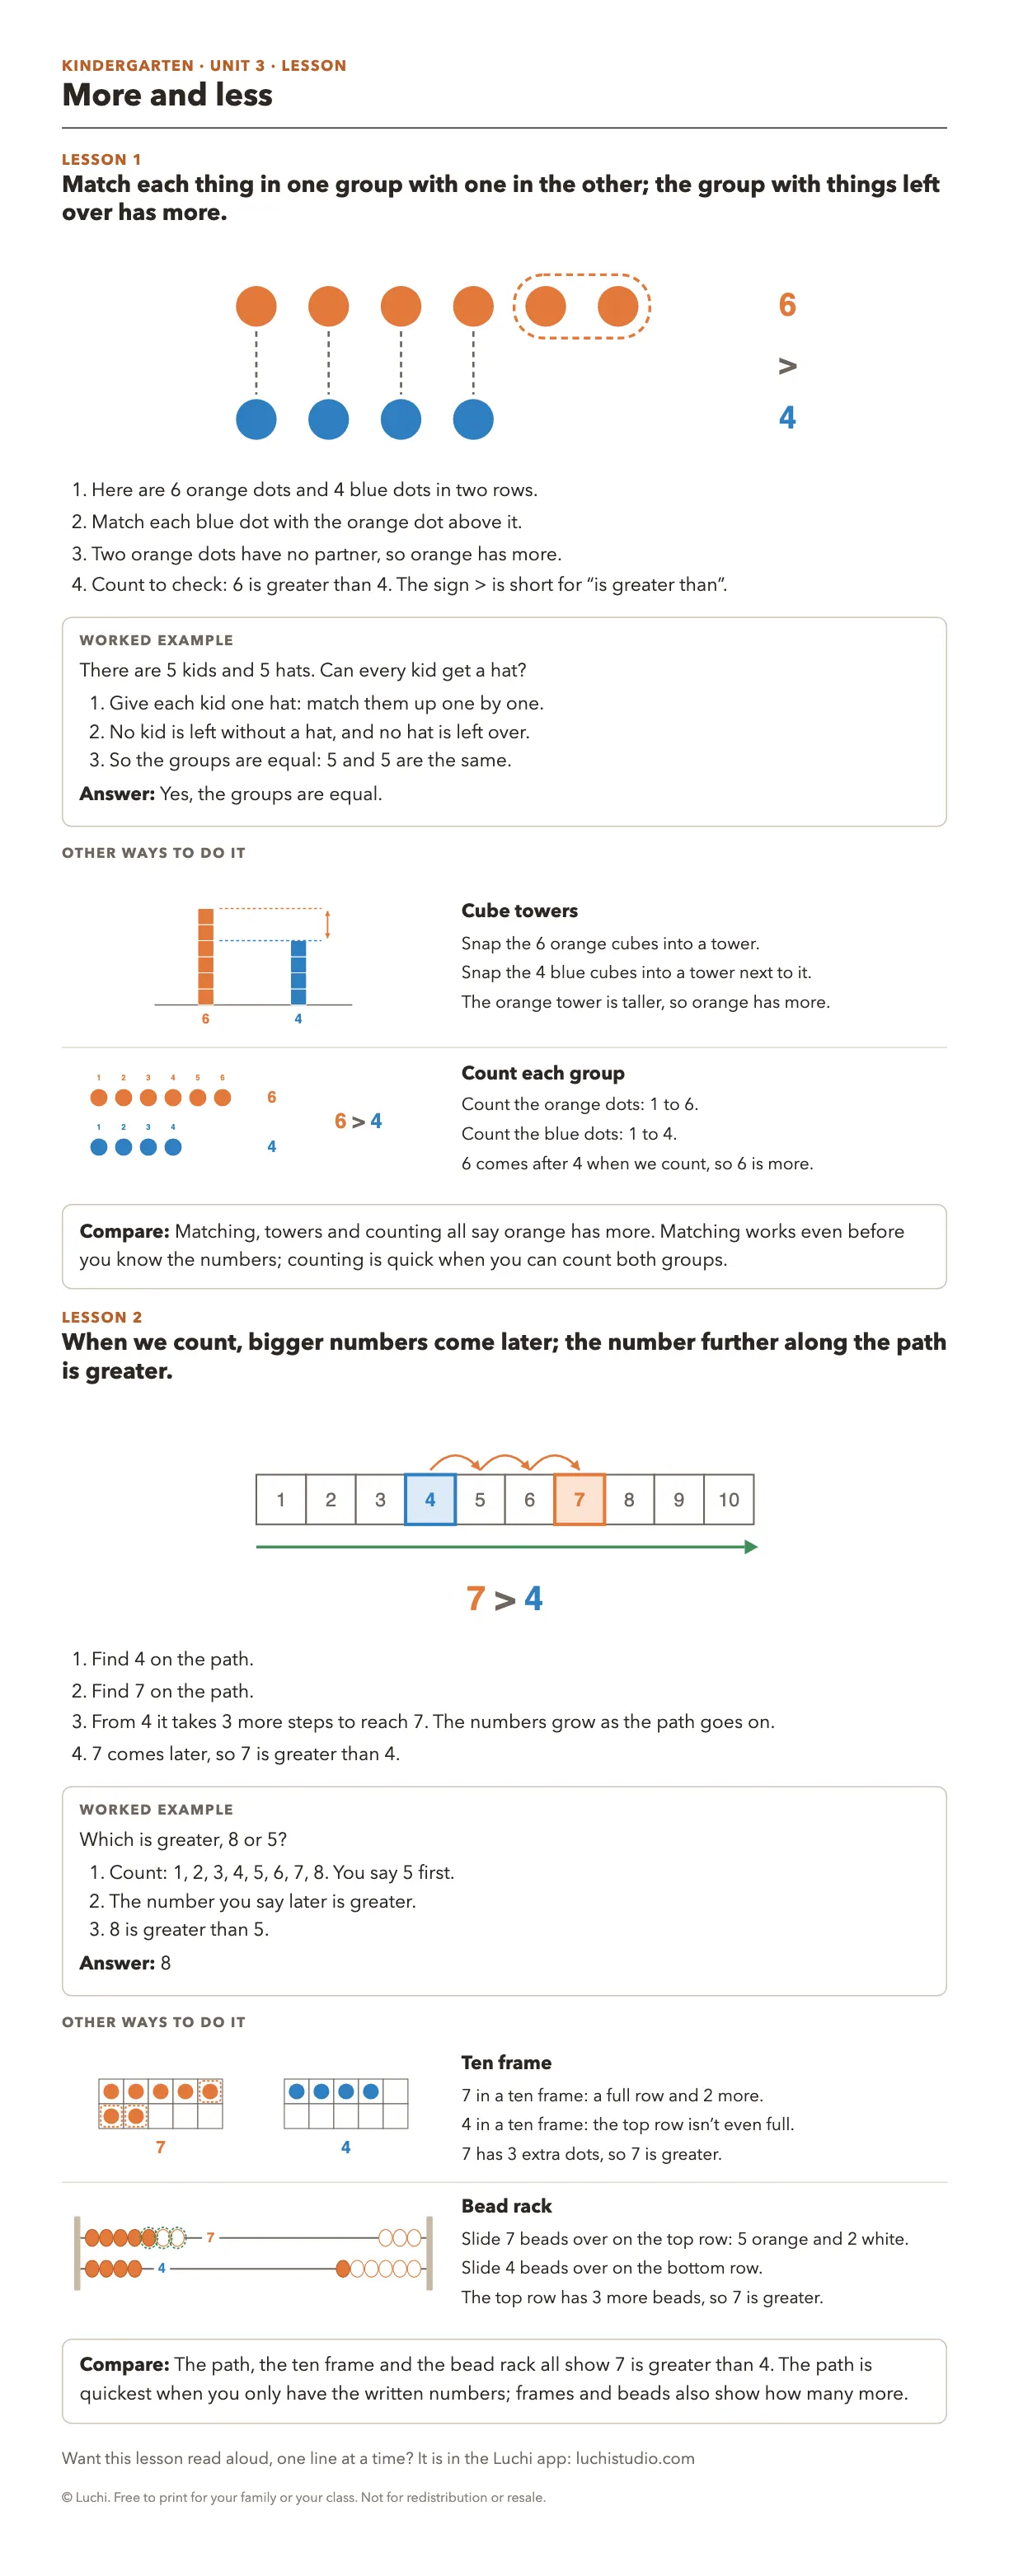 KINDERGARTEN · UNIT 3 · LESSON
More and less
LESSON 1
Match each thing in one group with one in the other; the group with things left
over has more.
6
>
4
1. Here are 6 orange dots and 4 blue dots in two rows.
2. Match each blue dot with the orange dot above it.
3. Two orange dots have no partner, so orange has more.
4. Count to check: 6 is greater than 4. The sign > is short for “is greater than”.
WORKED EXAMPLE
There are 5 kids and 5 hats. Can every kid get a hat?
1. Give each kid one hat: match them up one by one.
2. No kid is left without a hat, and no hat is left over.
3. So the groups are equal: 5 and 5 are the same.
Answer: Yes, the groups are equal.
OTHER WAYS TO DO IT
6 4
Cube towers
Snap the 6 orange cubes into a tower.
Snap the 4 blue cubes into a tower next to it.
The orange tower is taller, so orange has more.
1 2 3 4 5 6
6
1 2 3 4
4
6 > 4
Count each group
Count the orange dots: 1 to 6.
Count the blue dots: 1 to 4.
6 comes after 4 when we count, so 6 is more.
Compare: Matching, towers and counting all say orange has more. Matching works even before
you know the numbers; counting is quick when you can count both groups.
LESSON 2
When we count, bigger numbers come later; the number further along the path
is greater.
1 2 3 4 5 6 7 8 9 10
7 > 4
1. Find 4 on the path.
2. Find 7 on the path.
3. From 4 it takes 3 more steps to reach 7. The numbers grow as the path goes on.
4. 7 comes later, so 7 is greater than 4.
WORKED EXAMPLE
Which is greater, 8 or 5?
1. Count: 1, 2, 3, 4, 5, 6, 7, 8. You say 5 first.
2. The number you say later is greater.
3. 8 is greater than 5.
Answer: 8
OTHER WAYS TO DO IT
7 4
Ten frame
7 in a ten frame: a full row and 2 more.
4 in a ten frame: the top row isn’t even full.
7 has 3 extra dots, so 7 is greater.
7
4
Bead rack
Slide 7 beads over on the top row: 5 orange and 2 white.
Slide 4 beads over on the bottom row.
The top row has 3 more beads, so 7 is greater.
Compare: The path, the ten frame and the bead rack all show 7 is greater than 4. The path is
quickest when you only have the written numbers; frames and beads also show how many more.
Want this lesson read aloud, one line at a time? It is in the Luchi app: luchistudio.com
© Luchi. Free to print for your family or your class. Not for redistribution or resale.